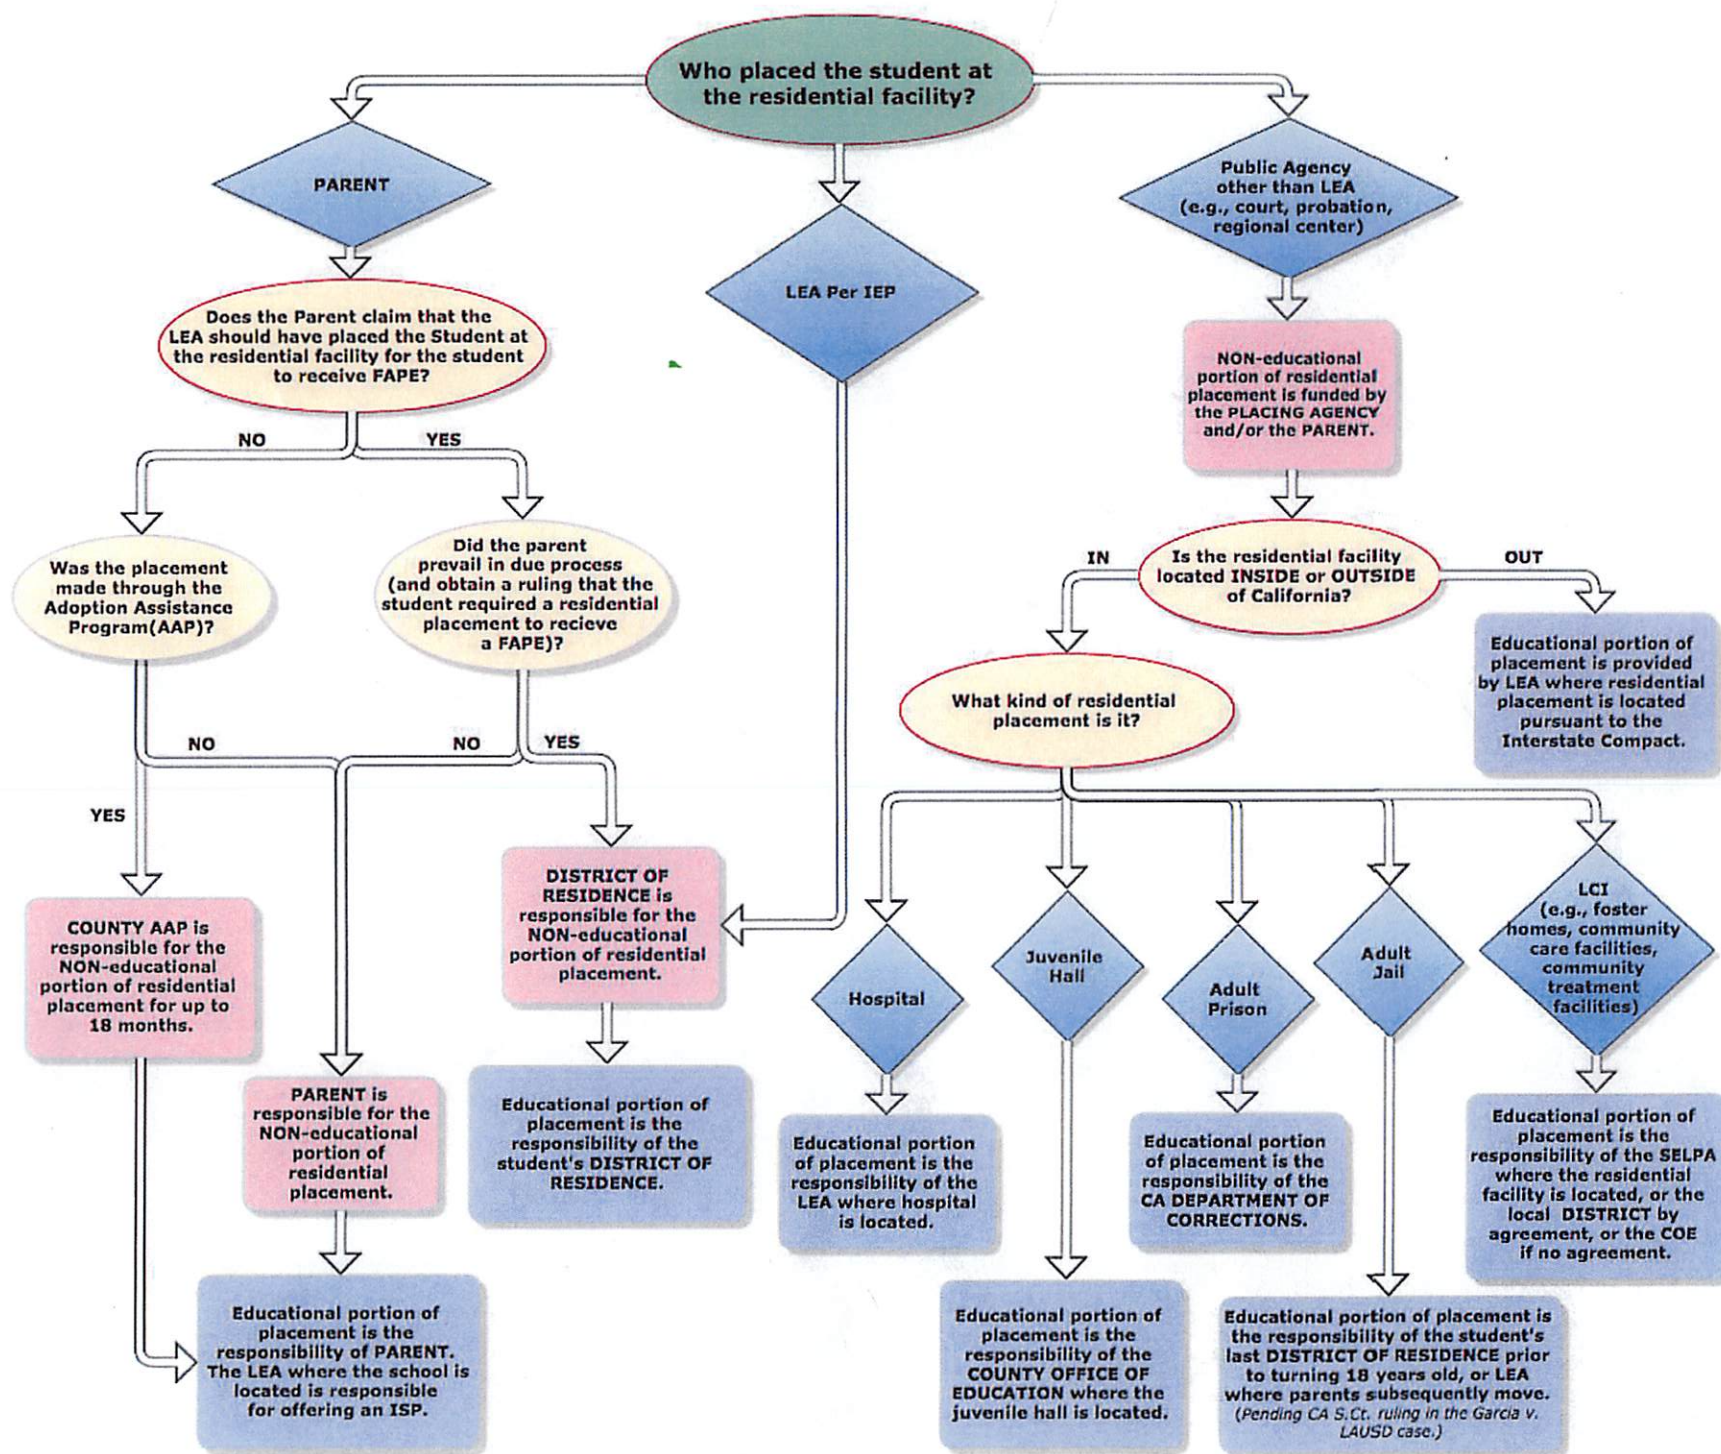 Who placed the student at
the residential facility?
PARENT
LEA Per IEP
Public Agency
other than LEA
(e.g., court, probation,
regional center)
Does the Parent claim that the
LEA should have placed the Student at
the residential facility for the student
to receive FAPE?
NON-educational
portion of residential
placement is funded by
the PLACING AGENCY
and/or the PARENT.
NO
YES
Was the placement
made through the
Adoption Assistance
Program(AAP)?
Did the parent
prevail in due process
(and obtain a ruling that the
student required a residential
placement to recieve
a FAPE)?
IN
Is the residential facility
located INSIDE or OUTSIDE
of California?
OUT
Educational portion of
placement is provided
by LEA where residential
placement is located
pursuant to the
Interstate Compact.
What kind of residential
placement is it?
NO
NO
YES
YES
COUNTY AAP is
responsible for the
NON-educational
portion of residential
placement for up to
18 months.
DISTRICT OF
RESIDENCE is
responsible for the
NON-educational
portion of residential
placement.
Hospital
Juvenile
Hall
Adult
Prison
Adult
Jail
LCI
(e.g., foster
homes, community
care facilities,
community
treatment
facilities)
PARENT is
responsible for the
NON-educational
portion of
residential
placement.
Educational portion of
placement is the
responsibility of the
student's DISTRICT OF
RESIDENCE.
Educational portion
of placement is the
responsibility of the
LEA where hospital
is located.
Educational portion
of placement is the
responsibility of the
CA DEPARTMENT OF
CORRECTIONS.
Educational portion of
placement is the
responsibility of the SELPA
where the residential
facility is located, or the
local DISTRICT by
agreement, or the COE
if no agreement.
Educational portion of
placement is the
responsibility of PARENT.
The LEA where the school is
located is responsible
for offering an ISP.
Educational portion of
placement is the
responsibility of the
COUNTY OFFICE OF
EDUCATION where the
juvenile hall is located.
Educational portion of placement is
the responsibility of the student's
last DISTRICT OF RESIDENCE prior
to turning 18 years old, or LEA
where parents subsequently move.
(Pending CA S.Ct. ruling in the Garcia v.
LAUSD case.)